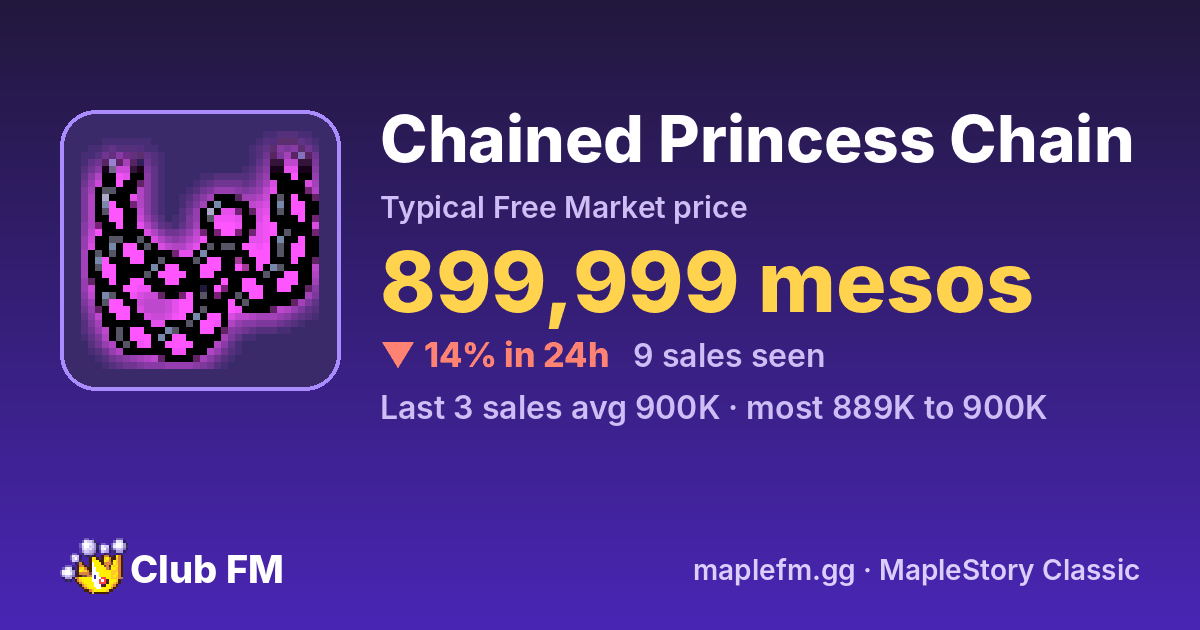 Chained Princess Chain
Typical Free Market price
899,999 mesos
▼ 14% in 24h 9 sales seen
Last 3 sales avg 900K · most 889K to 900K
Club FM
maplefm.gg · MapleStory Classic